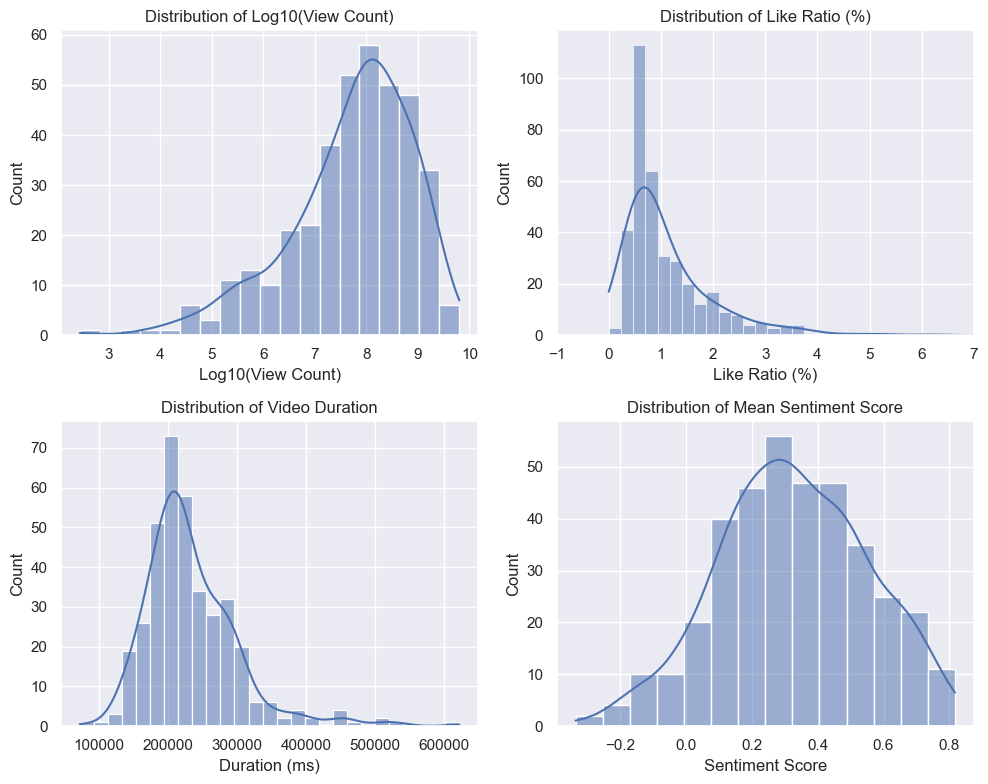 Distribution of Log10(View Count)
60
50
40
30
20
10
0
Count
3 4 5 6 7 8 9 10
Log10(View Count)
Distribution of Like Ratio (%)
100
80
60
40
20
0
Count
−1 0 1 2 3 4 5 6 7
Like Ratio (%)
Distribution of Video Duration
70
60
50
40
30
20
10
0
Count
100000 200000 300000 400000 500000 600000
Duration (ms)
Distribution of Mean Sentiment Score
50
40
30
20
10
0
Count
−0.2 0.0 0.2 0.4 0.6 0.8
Sentiment Score